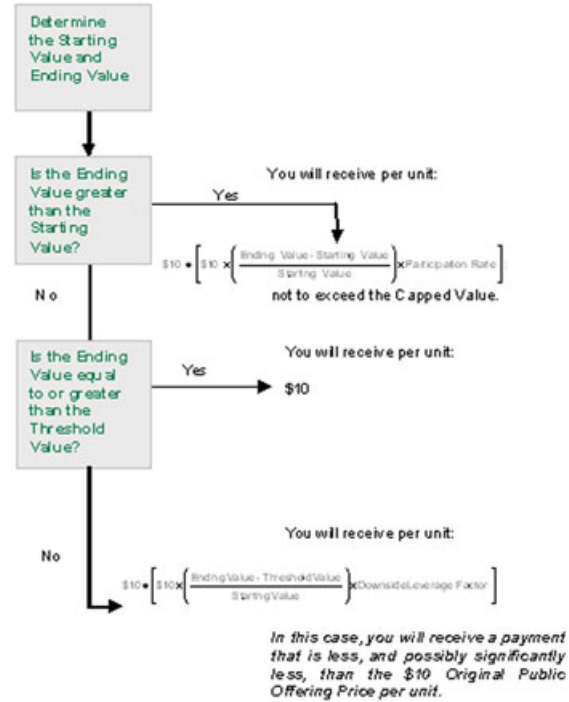 Determine
the Starting
Value and
Ending Value
Is the Ending
Value greater
than the
Starting
Value?
Yes
You will receive per unit:
$10 + [ $10 × ( Ending Value - Starting Value / Starting Value ) × Participation Rate ] ;
not to exceed the Capped Value.
No
Is the Ending
Value equal
to or greater
than the
Threshold
Value?
Yes
You will receive per unit:
$10
No
You will receive per unit:
$10 + [ $10 × ( Ending Value - Threshold Value / Starting Value ) × Downside Leverage Factor ]
In this case, you will receive a payment
that is less, and possibly significantly
less, than the $10 Original Public
Offering Price per unit.